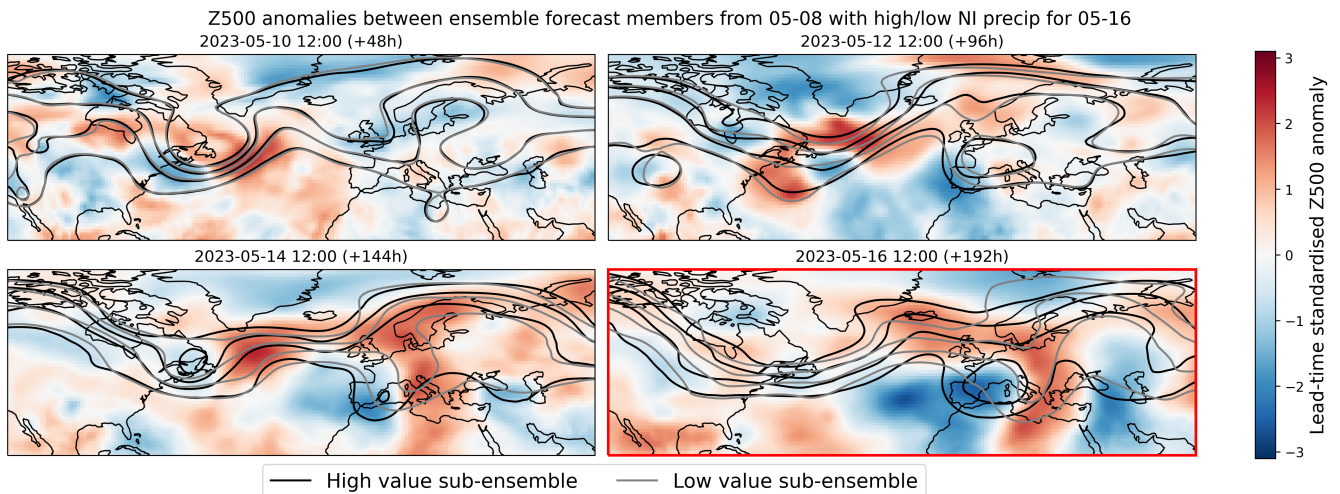 Z500 anomalies between ensemble forecast members from 05-08 with high/low NI precip for 05-16
2023-05-10 12:00 (+48h)
2023-05-12 12:00 (+96h)
2023-05-14 12:00 (+144h)
2023-05-16 12:00 (+192h)
3
2
1
0
−1
−2
−3
Lead-time standardised Z500 anomaly
High value sub-ensemble
Low value sub-ensemble